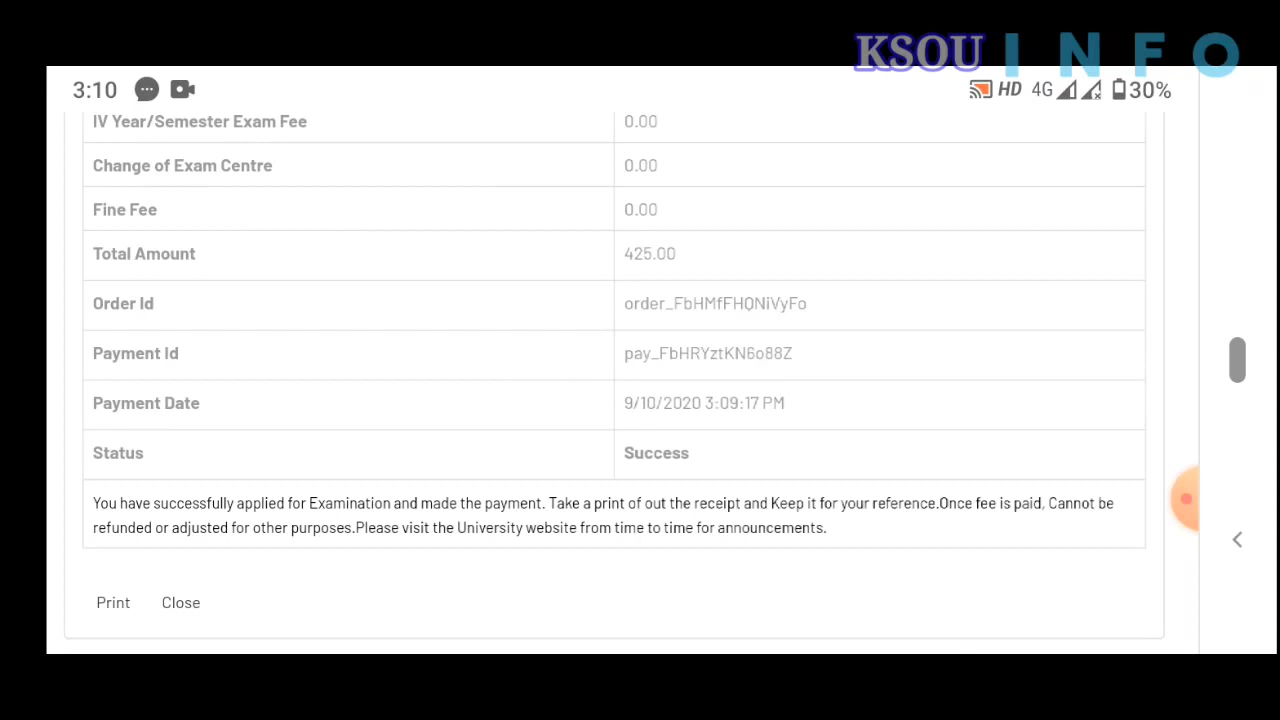 KSOU INFO
3:10 HD 4G 30%
IV Year/Semester Exam Fee 0.00
Change of Exam Centre 0.00
Fine Fee 0.00
Total Amount 425.00
Order Id order_FbHMfFHQNiVyFo
Payment Id pay_FbHRYztKN6o88Z
Payment Date 9/10/2020 3:09:17 PM
Status Success
You have successfully applied for Examination and made the payment. Take a print of out the receipt and Keep it for your reference.Once fee is paid, Cannot be
refunded or adjusted for other purposes.Please visit the University website from time to time for announcements.
Print Close